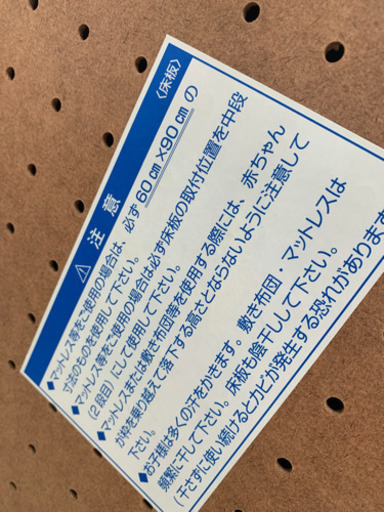 〈床板〉
⚠ 注 意
◆マットレス等をご使用の場合は、必ず60㎝×90㎝の
寸法のものを使用して下さい。
◆マットレス等をご使用の場合は必ず床板の取付位置を中段
(2段目)にして使用して下さい。
◆マットレスまたは敷き布団等を使用する際には、赤ちゃん
が枠を乗り越えて落下する高さとならないように注意して
下さい。
◆お子様は多くの汗をかきます。敷き布団・マットレスは
頻繁に干して下さい。床板も陰干しして下さい。
(干さずに使い続けるとカビが発生する恐れがあります